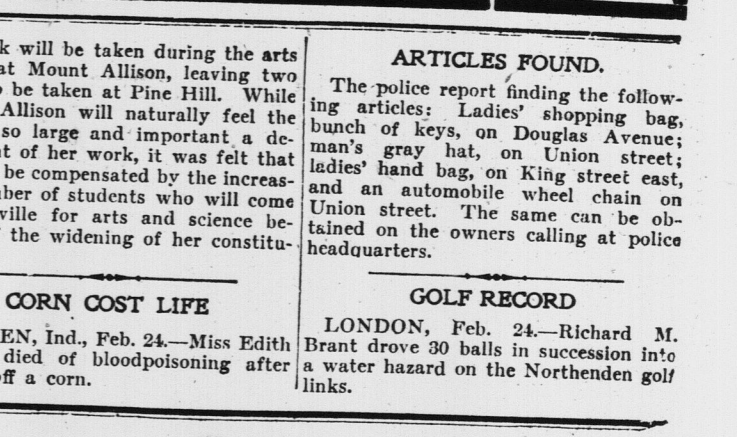 k will be taken during the arts
at Mount Allison, leaving two
be taken at Pine Hill. While
Allison will naturally feel the
so large and important a de-
t of her work, it was felt that
be compensated by the increas-
ber of students who will come
ville for arts and science be-
the widening of her constitu-
CORN COST LIFE
EN, Ind., Feb. 24.—Miss Edith
died of bloodpoisoning after
ff a corn.
ARTICLES FOUND.
The police report finding the follow-
ing articles: Ladies' shopping bag,
bunch of keys, on Douglas Avenue;
man's gray hat, on Union street;
ladies' hand bag, on King street east,
and an automobile wheel chain on
Union street. The same can be ob-
tained on the owners calling at police
headquarters.
GOLF RECORD
LONDON, Feb. 24.—Richard M.
Brant drove 30 balls in succession into
a water hazard on the Northenden golf
links.